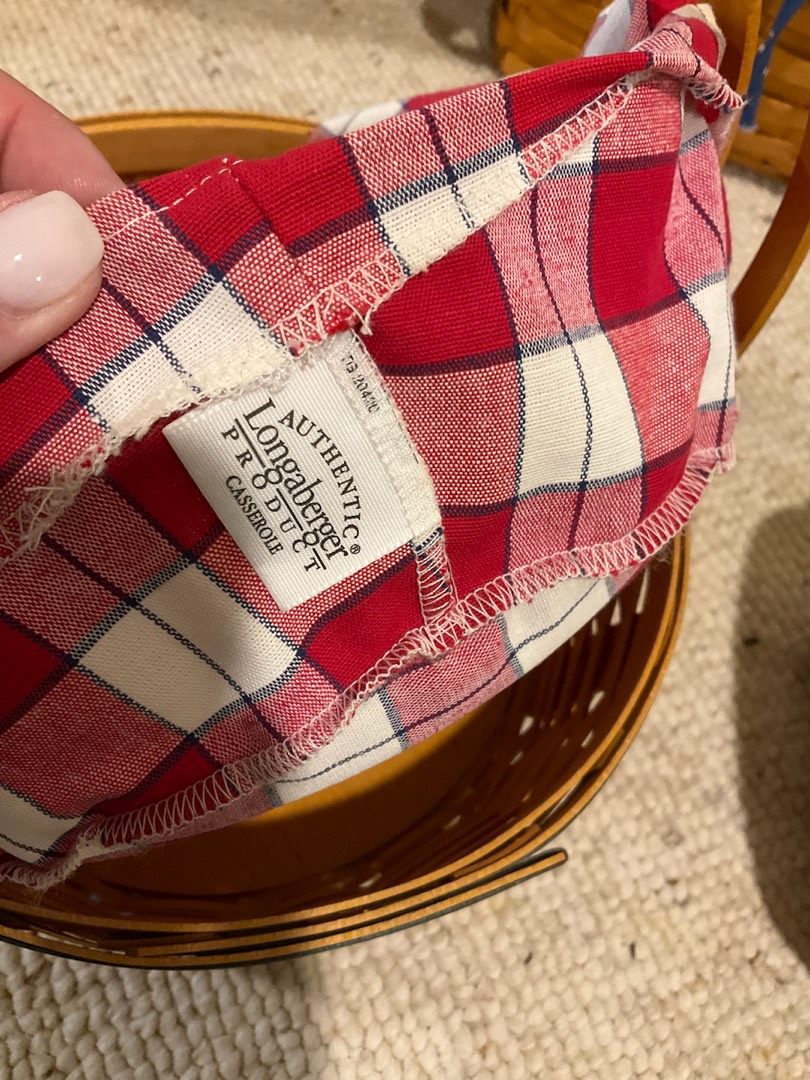 AUTHENTIC
Longaberger®
PRODUCT
CASSEROLE